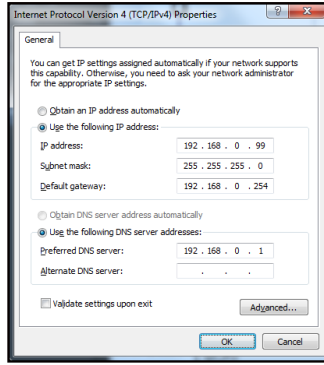 Internet Protocol Version 4 (TCP/IPv4) Properties
General
You can get IP settings assigned automatically if your network supports
this capability. Otherwise, you need to ask your network administrator
for the appropriate IP settings.
Obtain an IP address automatically
Use the following IP address:
IP address: 192 . 168 . 0 . 99
Subnet mask: 255 . 255 . 255 . 0
Default gateway: 192 . 168 . 0 . 254
Obtain DNS server address automatically
Use the following DNS server addresses:
Preferred DNS server: 192 . 168 . 0 . 1
Alternate DNS server: . . .
Validate settings upon exit
Advanced...
OK Cancel